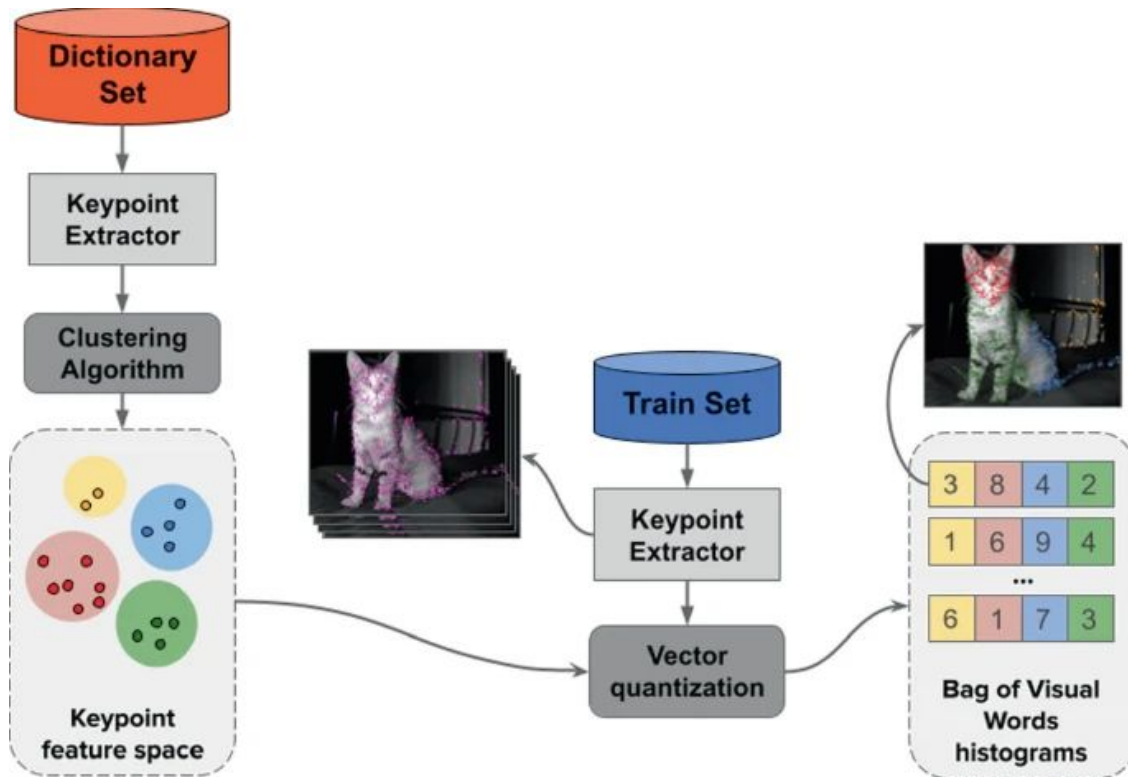 Dictionary
Set
Keypoint
Extractor
Clustering
Algorithm
Keypoint
feature space
Train Set
Keypoint
Extractor
Vector
quantization
3 8 4 2
1 6 9 4
...
6 1 7 3
Bag of Visual
Words
histograms